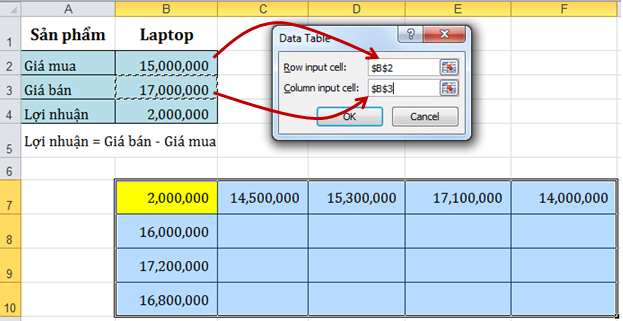 A B C D E F
1 Sản phẩm Laptop
2 Giá mua 15,000,000
3 Giá bán 17,000,000
4 Lợi nhuận 2,000,000
5 Lợi nhuận = Giá bán - Giá mua
6
7 2,000,000 14,500,000 15,300,000 17,100,000 14,000,000
8 16,000,000
9 17,200,000
10 16,800,000
Data Table ?
Row input cell: $B$2
Column input cell: $B$3
OK Cancel